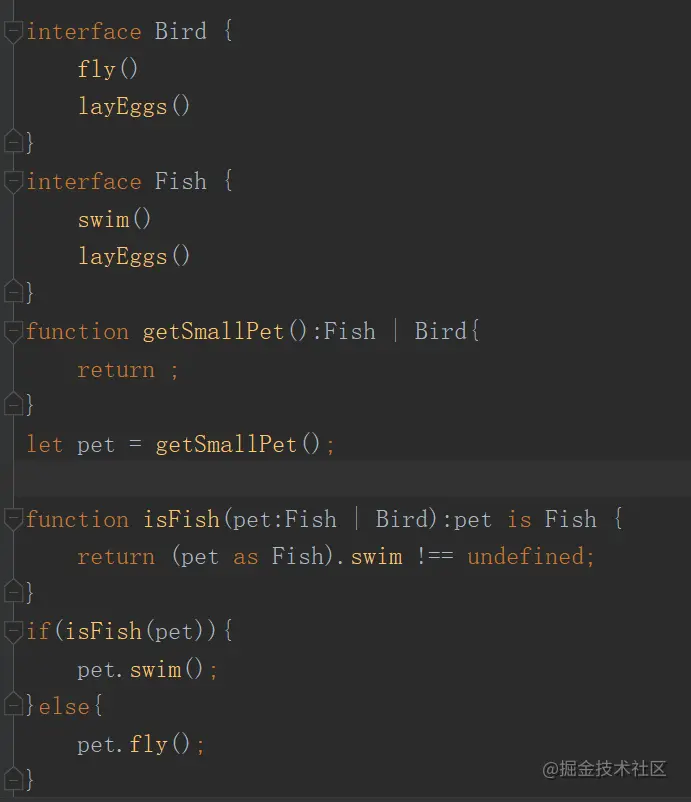 interface Bird {
    fly()
    layEggs()
}
interface Fish {
    swim()
    layEggs()
}
function getSmallPet():Fish | Bird{
    return ;
}
let pet = getSmallPet();

function isFish(pet:Fish | Bird):pet is Fish {
    return (pet as Fish).swim !== undefined;
}
if(isFish(pet)){
    pet.swim();
}else{
    pet.fly();
}
@掘金技术社区